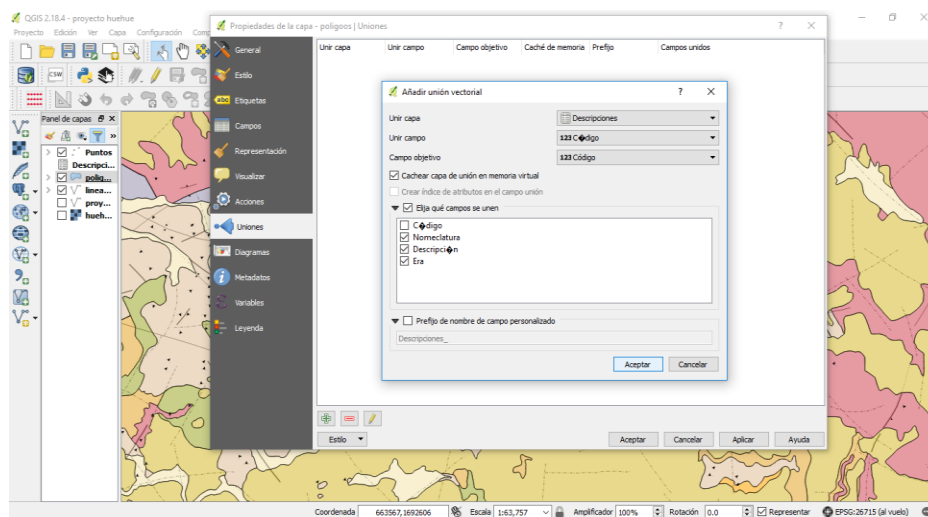 QGIS 2.18.4 - proyecto huehue
Proyecto Edición Ver Capa Configuración Comp
CSW
Panel de capas
Puntos
Descripci...
polig...
linea...
proy...
hueh...
Propiedades de la capa - poligoos | Uniones
General
Estilo
abc Etiquetas
Campos
Representación
Visualizar
Acciones
Uniones
Diagramas
Metadatos
Variables
Leyenda
Unir capa Unir campo Campo objetivo Caché de memoria Prefijo Campos unidos
Añadir unión vectorial
Unir capa Descripciones
Unir campo 123 C�digo
Campo objetivo 123 Código
Cachear capa de unión en memoria virtual
Crear índice de atributos en el campo unión
Elija qué campos se unen
C�digo
Nomeclatura
Descripci�n
Era
Prefijo de nombre de campo personalizado
Descripciones_
Aceptar Cancelar
Estilo Aceptar Cancelar Aplicar Ayuda
Coordenada 663567,1692606 Escala 1:63,757 Amplificador 100% Rotación 0.0 Representar EPSG:26715 (al vuelo)